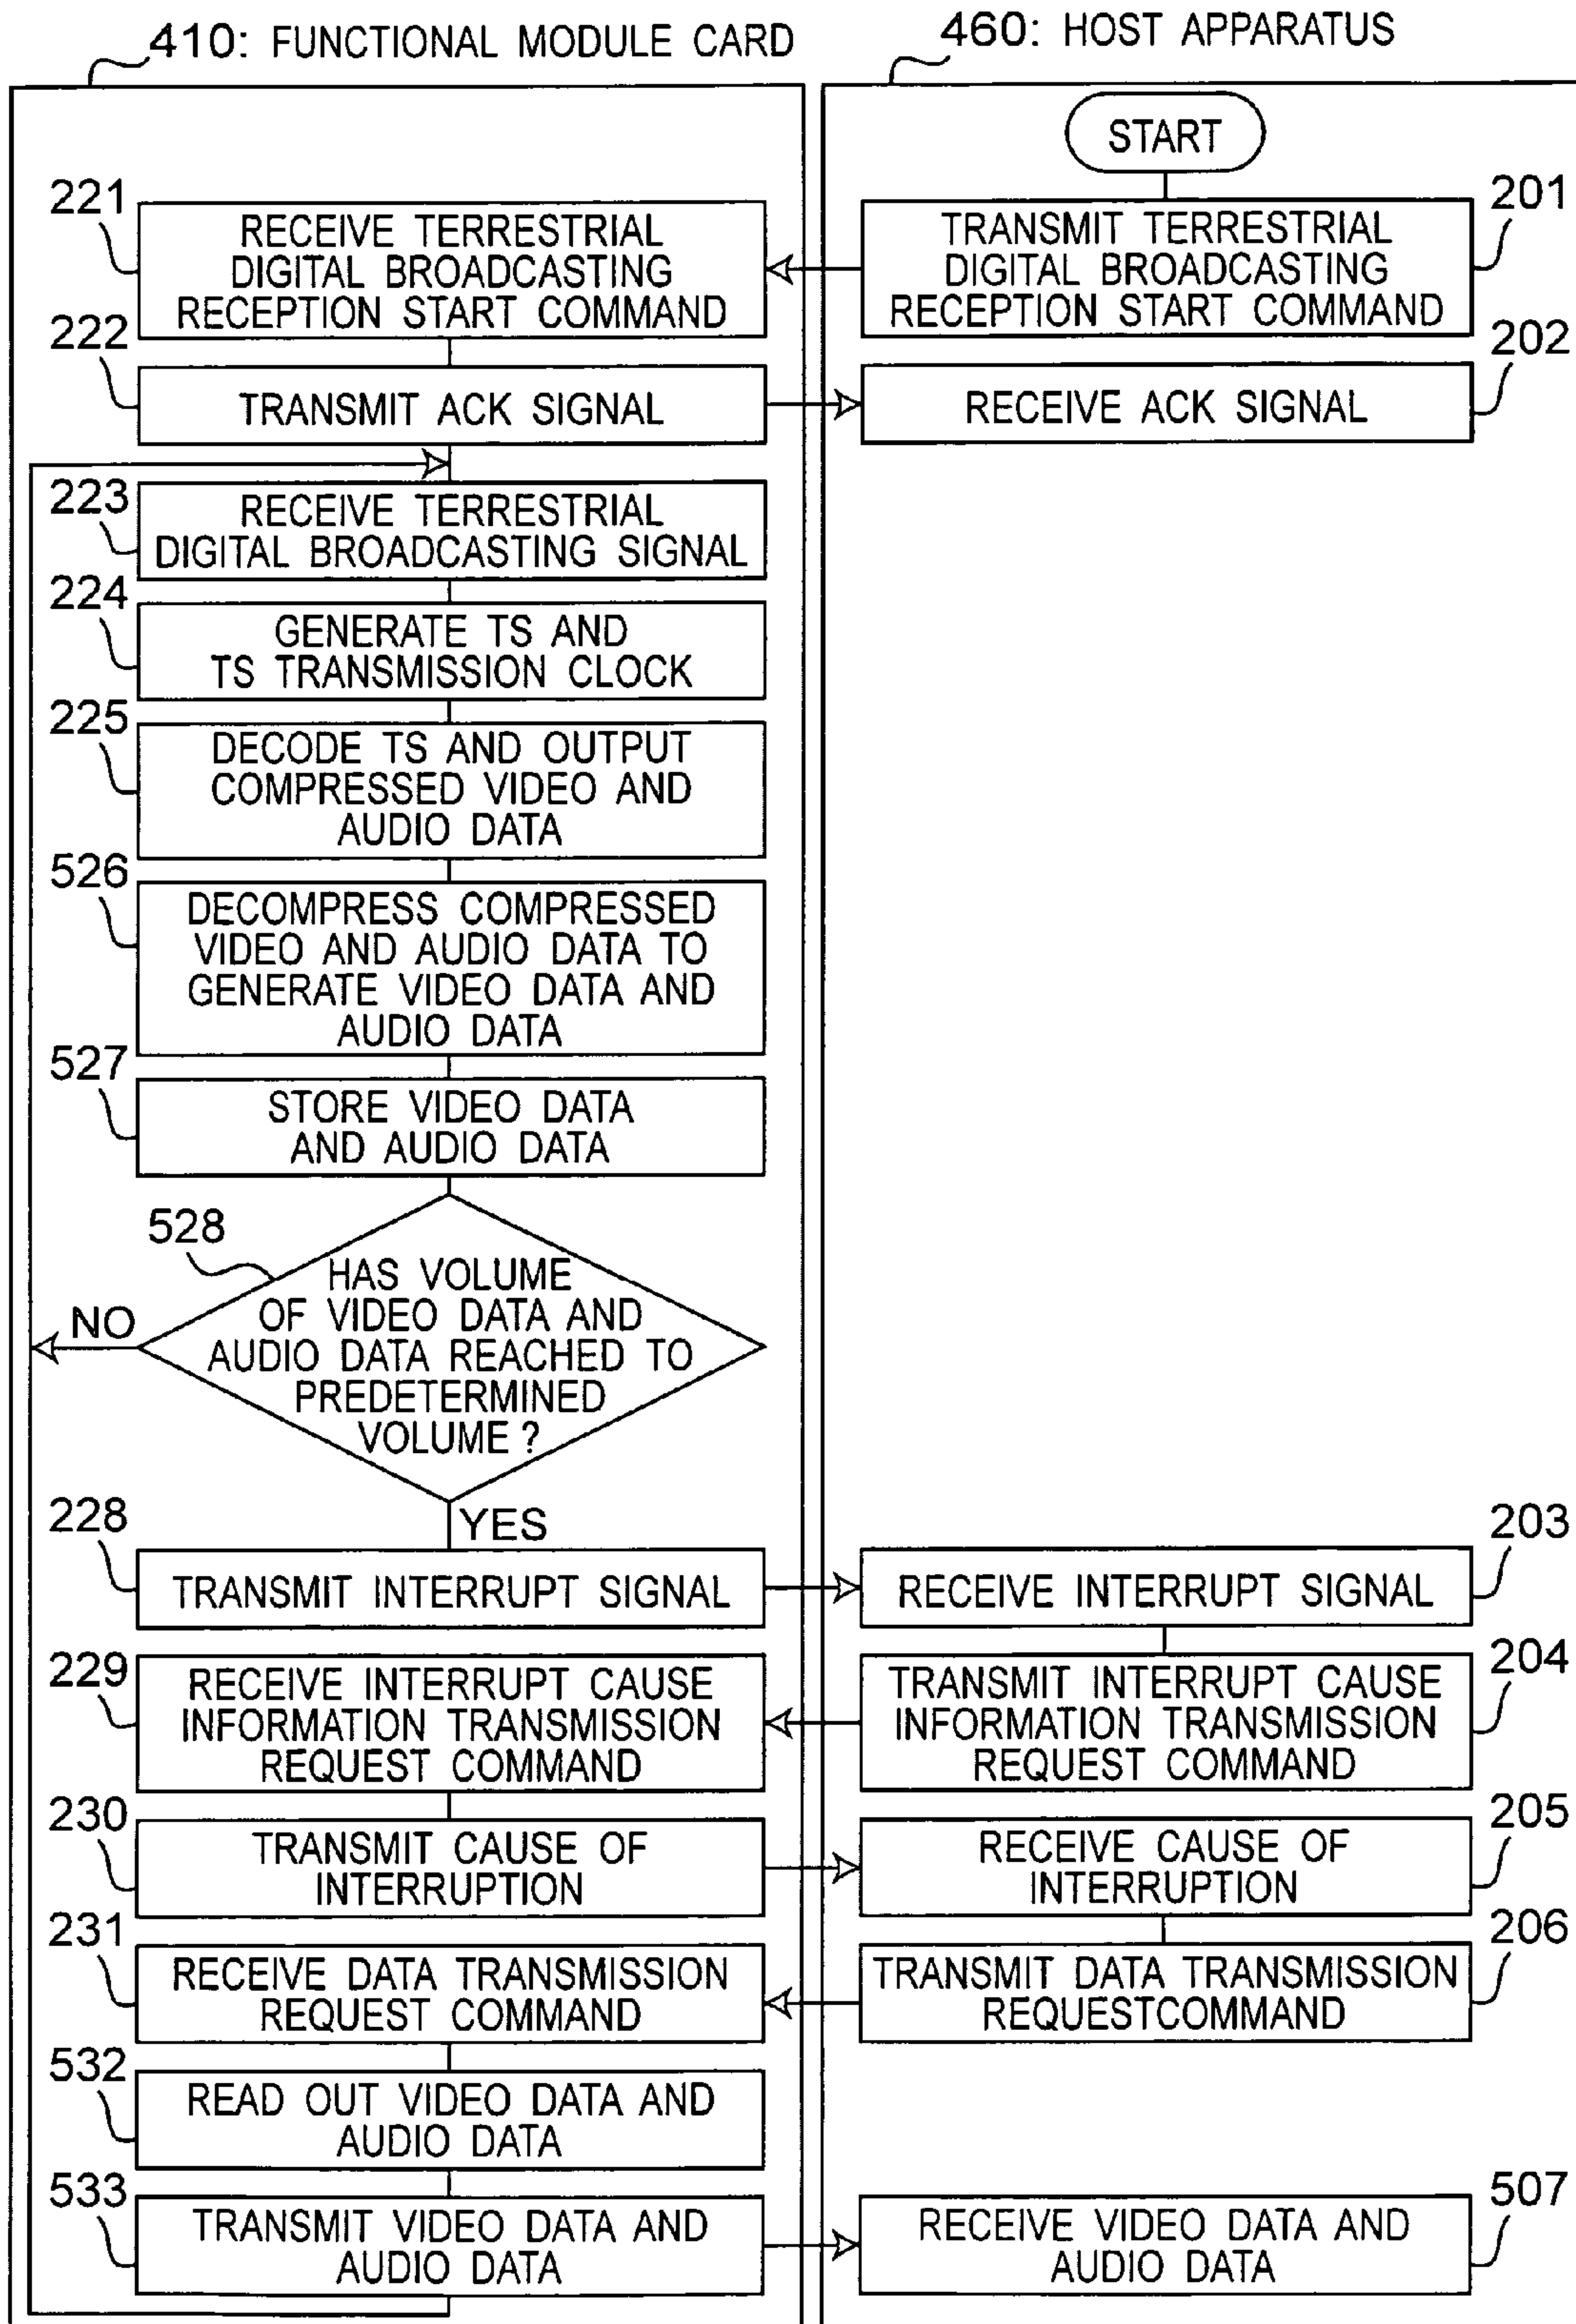 410: FUNCTIONAL MODULE CARD
460: HOST APPARATUS
START
221
RECEIVE TERRESTRIAL
DIGITAL BROADCASTING
RECEPTION START COMMAND
TRANSMIT TERRESTRIAL
DIGITAL BROADCASTING
RECEPTION START COMMAND
201
222
TRANSMIT ACK SIGNAL
RECEIVE ACK SIGNAL
202
223
RECEIVE TERRESTRIAL
DIGITAL BROADCASTING SIGNAL
224
GENERATE TS AND
TS TRANSMISSION CLOCK
225
DECODE TS AND OUTPUT
COMPRESSED VIDEO AND
AUDIO DATA
526
DECOMPRESS COMPRESSED
VIDEO AND AUDIO DATA TO
GENERATE VIDEO DATA AND
AUDIO DATA
527
STORE VIDEO DATA
AND AUDIO DATA
528
HAS VOLUME
OF VIDEO DATA AND
AUDIO DATA REACHED TO
PREDETERMINED
VOLUME ?
NO
YES
228
TRANSMIT INTERRUPT SIGNAL
RECEIVE INTERRUPT SIGNAL
203
229
RECEIVE INTERRUPT CAUSE
INFORMATION TRANSMISSION
REQUEST COMMAND
TRANSMIT INTERRUPT CAUSE
INFORMATION TRANSMISSION
REQUEST COMMAND
204
230
TRANSMIT CAUSE OF
INTERRUPTION
RECEIVE CAUSE OF
INTERRUPTION
205
231
RECEIVE DATA TRANSMISSION
REQUEST COMMAND
TRANSMIT DATA TRANSMISSION
REQUESTCOMMAND
206
532
READ OUT VIDEO DATA AND
AUDIO DATA
533
TRANSMIT VIDEO DATA AND
AUDIO DATA
RECEIVE VIDEO DATA AND
AUDIO DATA
507